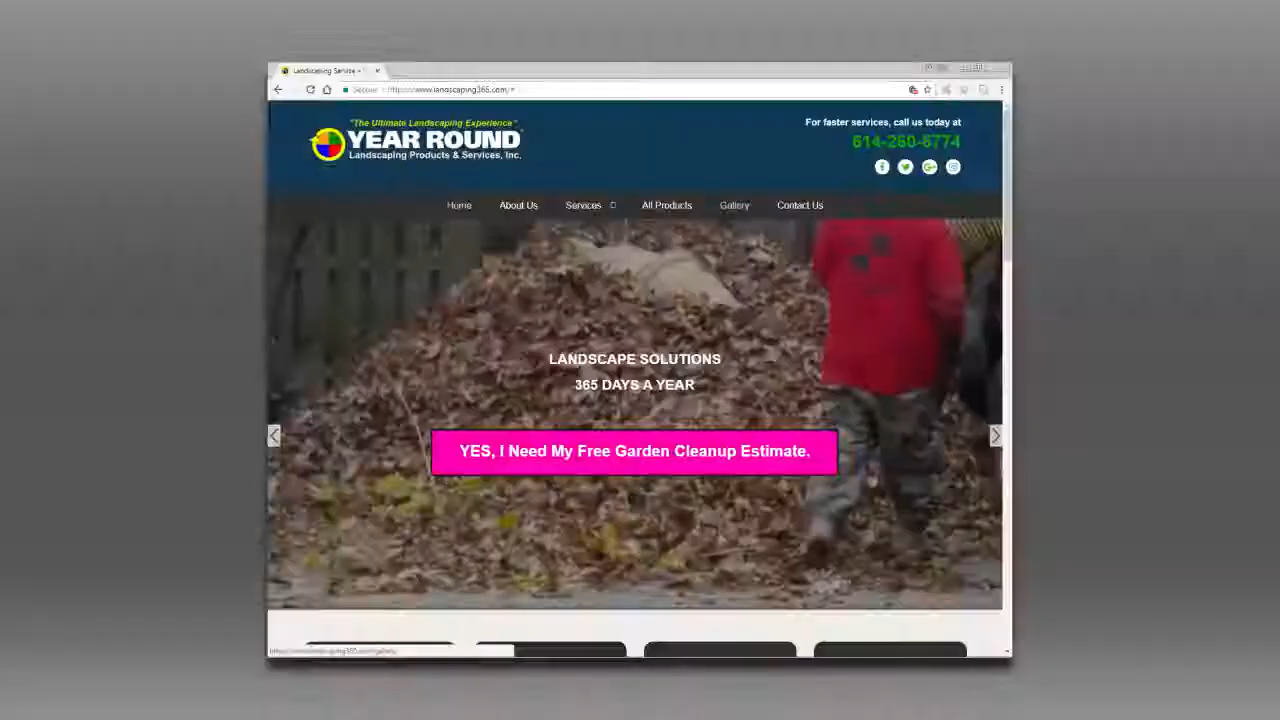 Landscaping Service -
Secure
https://www.landscaping365.com
"The Ultimate Landscaping Experience"
YEAR ROUND
Landscaping Products & Services, Inc.
For faster services, call us today at
614-260-6774
Home About Us Services All Products Gallery Contact Us
LANDSCAPE SOLUTIONS
365 DAYS A YEAR
YES, I Need My Free Garden Cleanup Estimate.